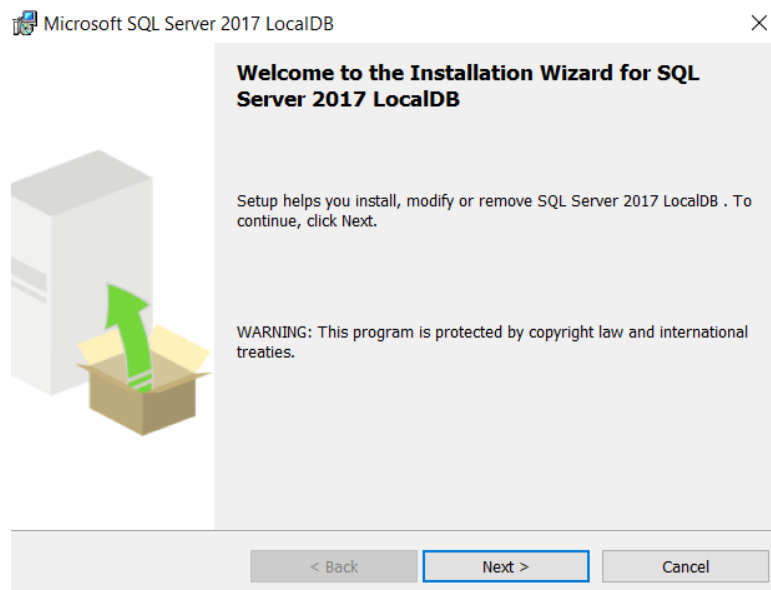 Microsoft SQL Server 2017 LocalDB
Welcome to the Installation Wizard for SQL
Server 2017 LocalDB
Setup helps you install, modify or remove SQL Server 2017 LocalDB . To
continue, click Next.
WARNING: This program is protected by copyright law and international
treaties.
< Back Next > Cancel